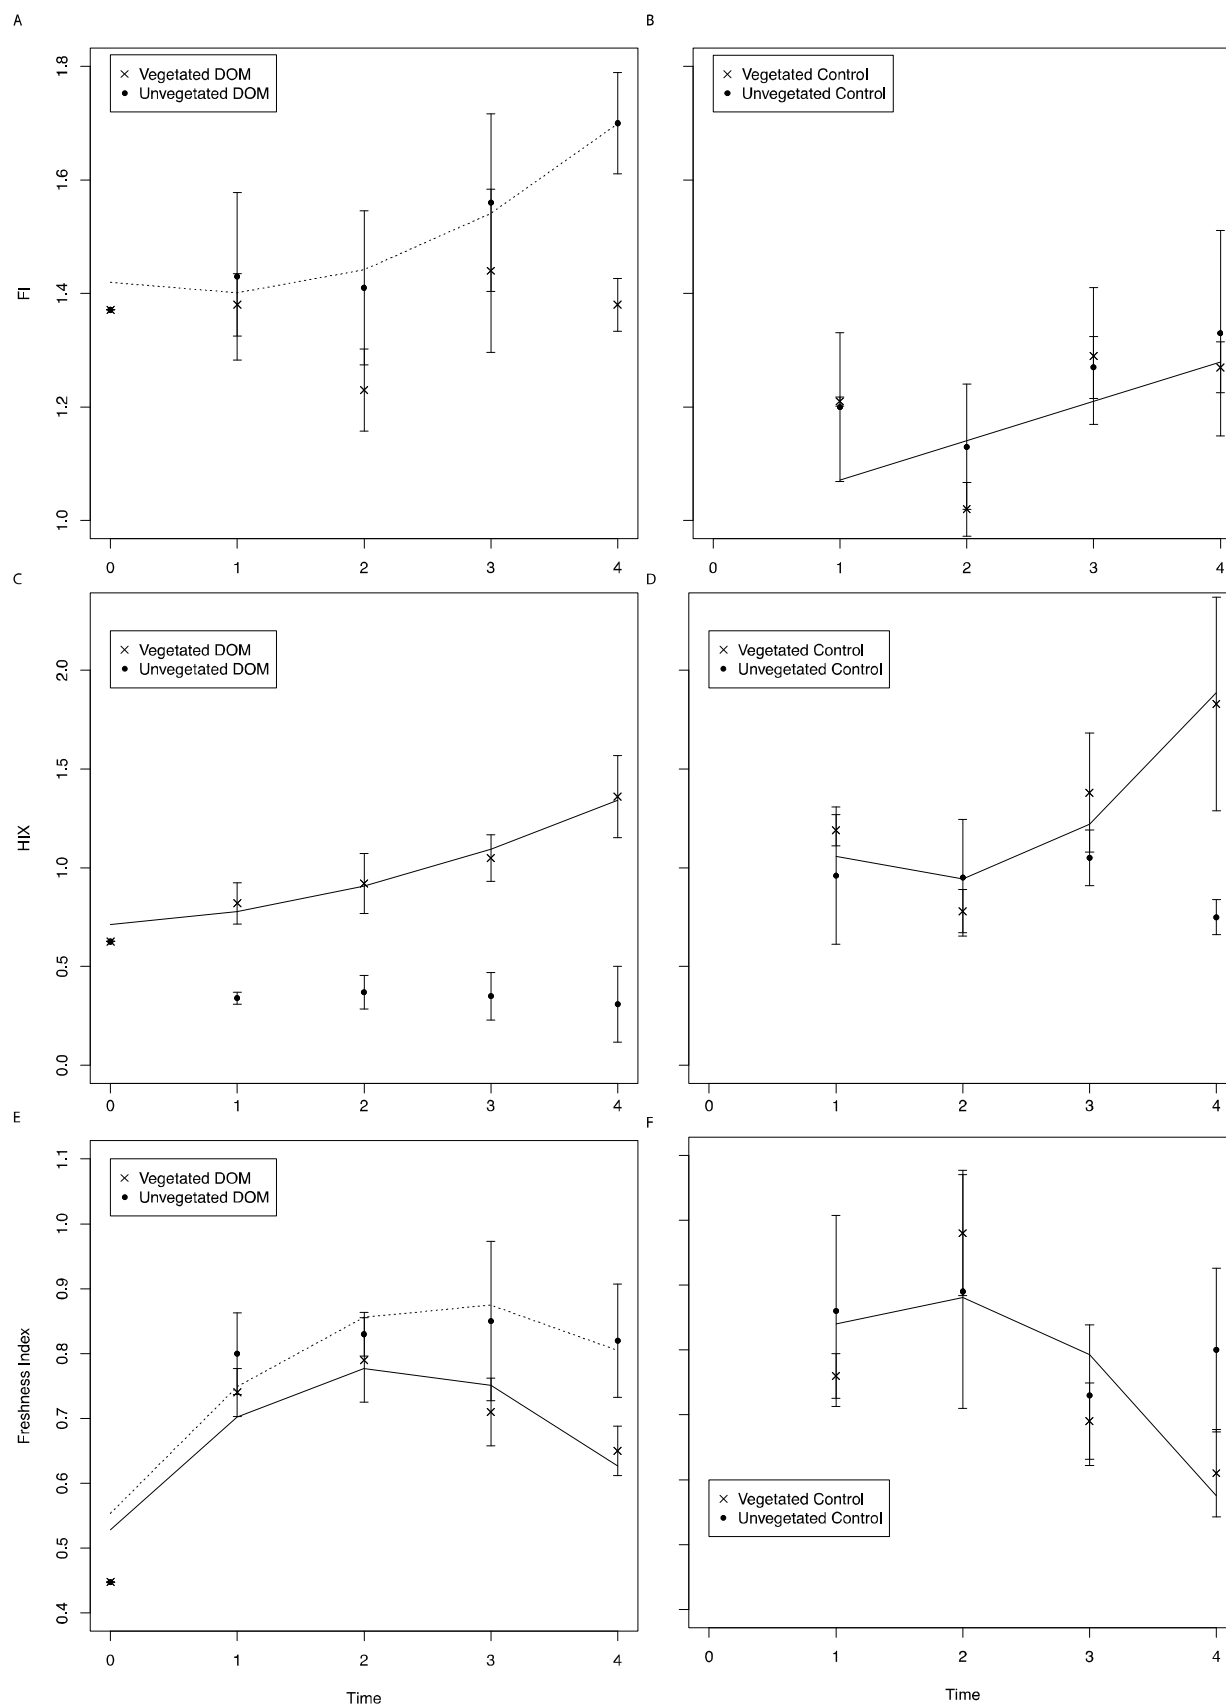 A
B
Vegetated DOM
Unvegetated DOM
Vegetated Control
Unvegetated Control
FI
1.8
1.6
1.4
1.2
1.0
0 1 2 3 4
0 1 2 3 4
C
D
Vegetated DOM
Unvegetated DOM
Vegetated Control
Unvegetated Control
HIX
2.0
1.5
1.0
0.5
0.0
0 1 2 3 4
0 1 2 3 4
E
F
Vegetated DOM
Unvegetated DOM
Freshness Index
1.1
1.0
0.9
0.8
0.7
0.6
0.5
0.4
Vegetated Control
Unvegetated Control
0 1 2 3 4
0 1 2 3 4
Time
Time